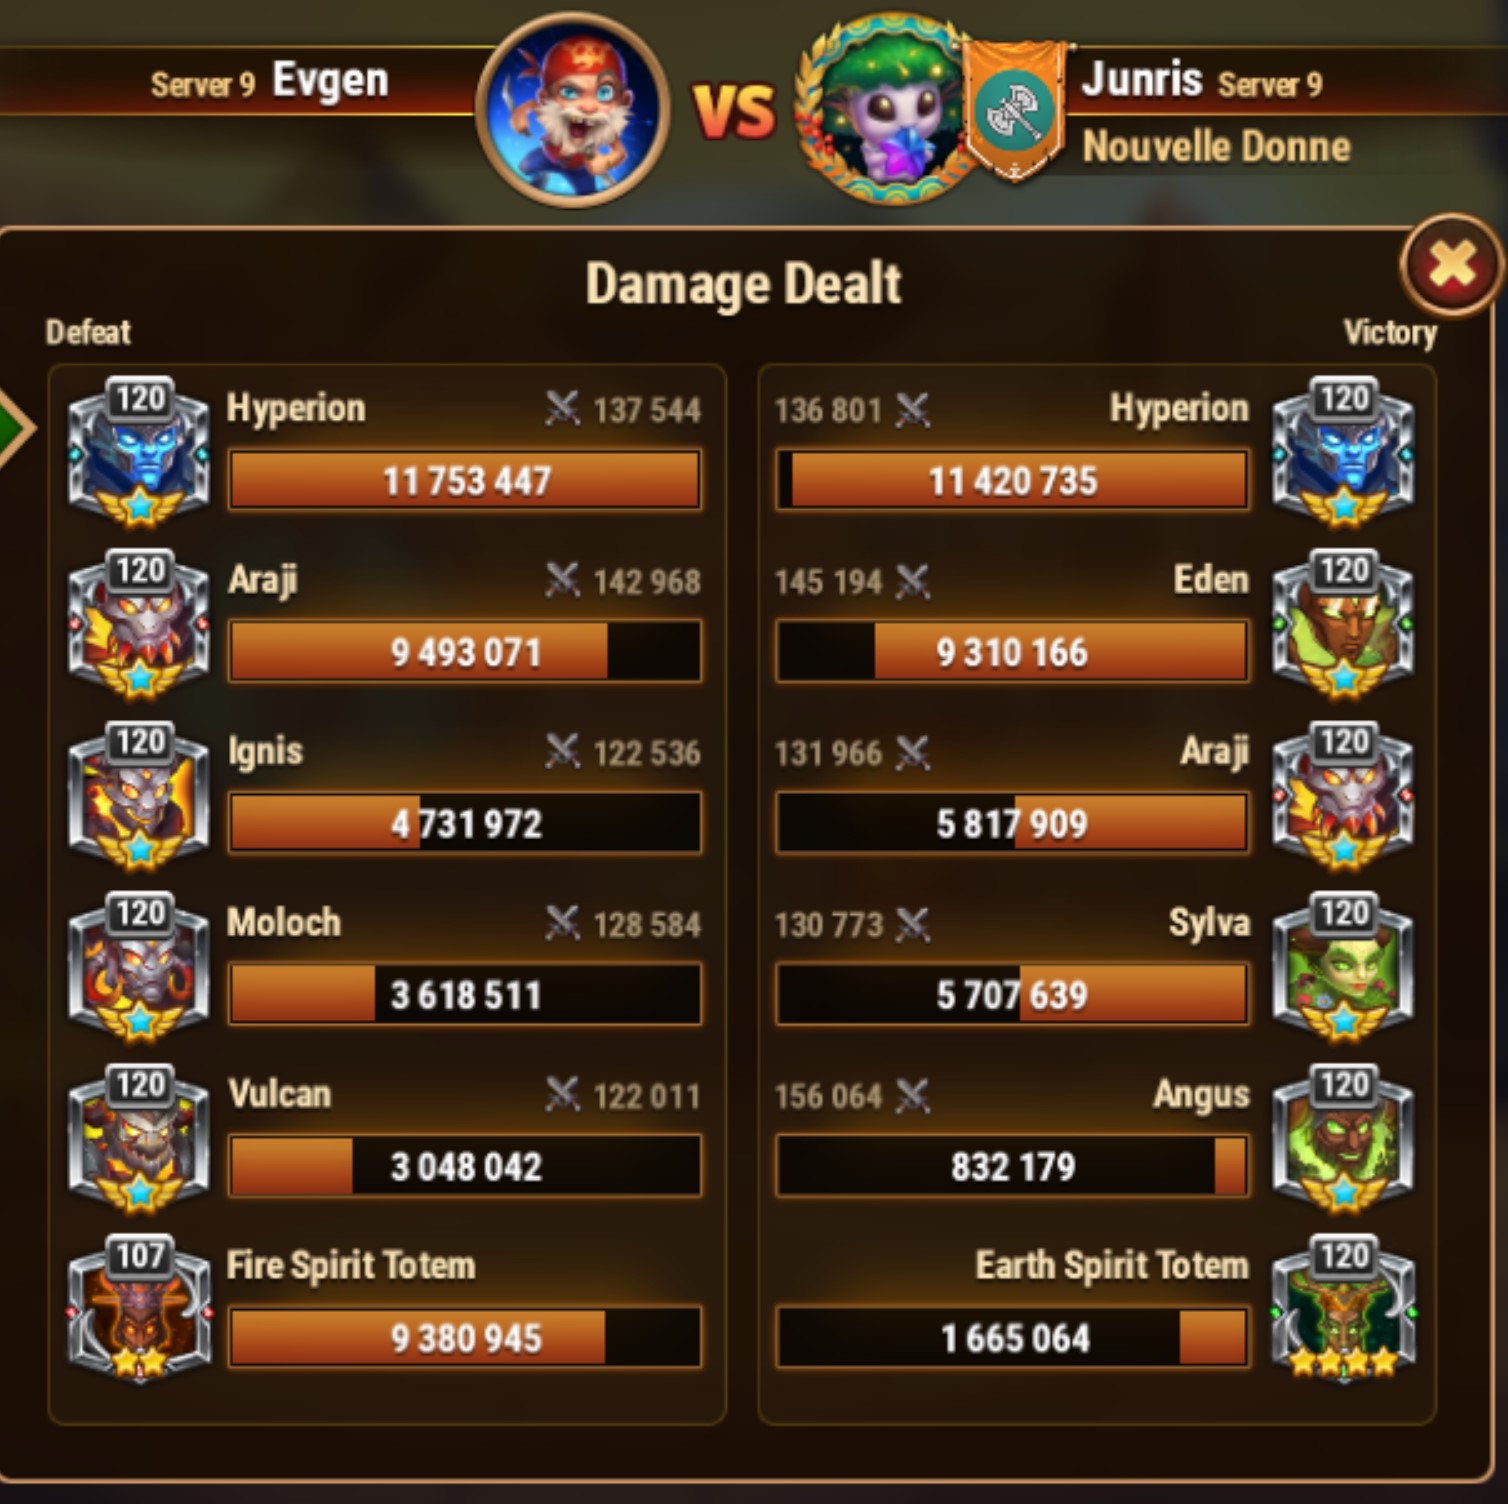 Server 9 Evgen
VS
Junris Server 9
Nouvelle Donne
Damage Dealt
Defeat
Victory
120 Hyperion 137 544
11 753 447
120 Araji 142 968
9 493 071
120 Ignis 122 536
4 731 972
120 Moloch 128 584
3 618 511
120 Vulcan 122 011
3 048 042
107 Fire Spirit Totem
9 380 945
136 801 Hyperion 120
11 420 735
145 194 Eden 120
9 310 166
131 966 Araji 120
5 817 909
130 773 Sylva 120
5 707 639
156 064 Angus 120
832 179
Earth Spirit Totem 120
1 665 064